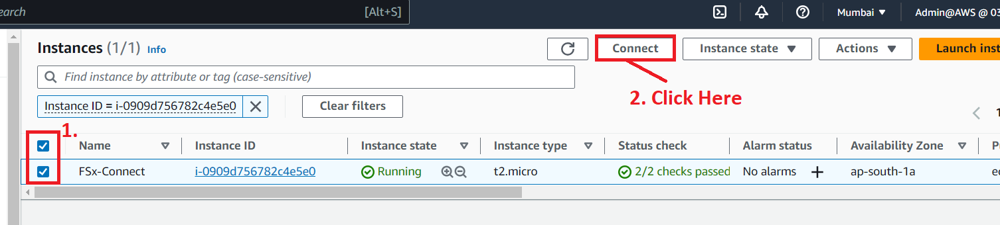 earch [Alt+S] Mumbai ▼ Admin@AWS @ 03
Instances (1/1) Info Connect Instance state ▼ Actions ▼ Launch inst
Find instance by attribute or tag (case-sensitive)
2. Click Here
Instance ID = i-0909d756782c4e5e0 Clear filters
1
1.
Name Instance ID Instance state Instance type Status check Alarm status Availability Zone P
FSx-Connect i-0909d756782c4e5e0 Running t2.micro 2/2 checks passed No alarms + ap-south-1a ec